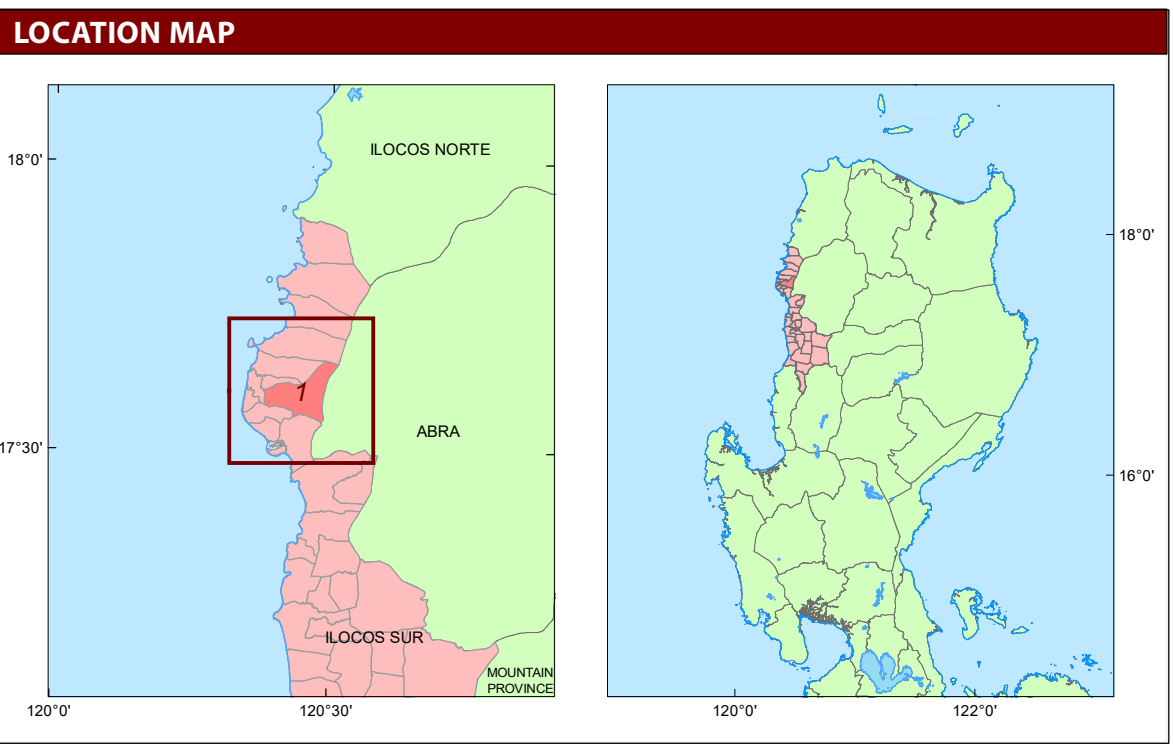 LOCATION MAP
ILOCOS NORTE
18°0'
1
ABRA
17°30'
ILOCOS SUR
MOUNTAIN
PROVINCE
120°0'
120°30'
18°0'
16°0'
120°0'
122°0'